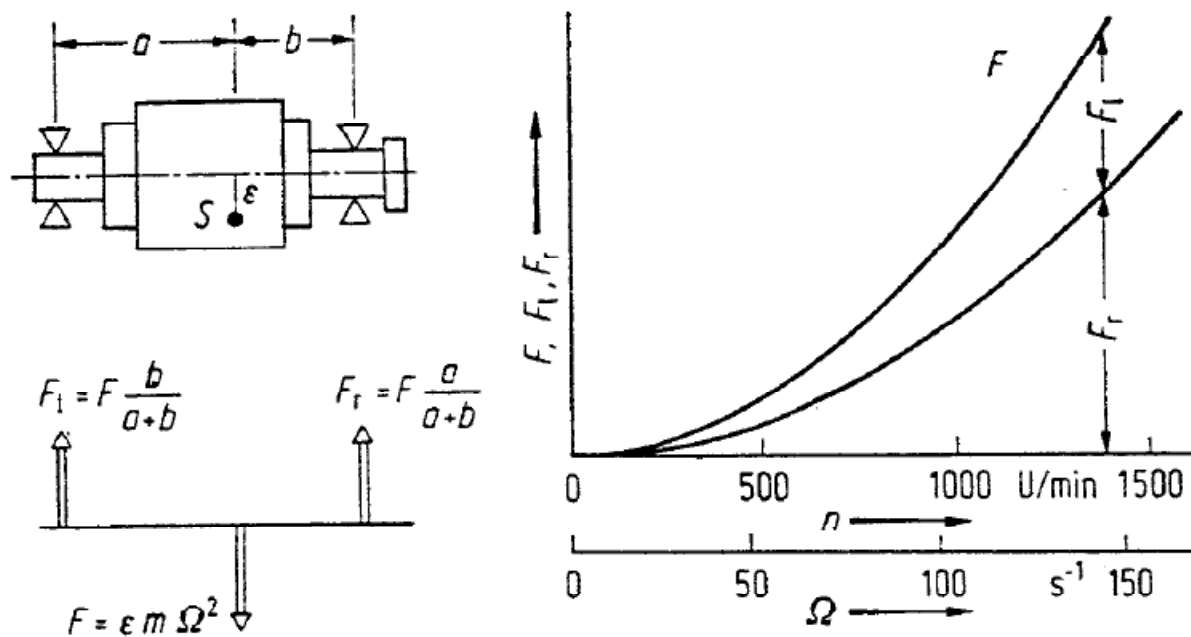 a b
S ε
F_l = F b/(a+b)
F_r = F a/(a+b)
F = ε m Ω²
F, F_l, F_r
F
F_l
F_r
0 500 1000 U/min 1500
n
0 50 100 s⁻¹ 150
Ω